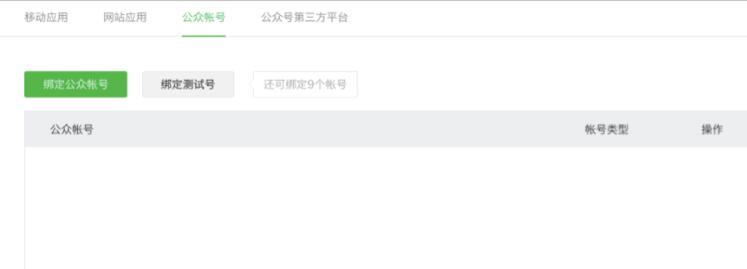 移动应用 网站应用 公众帐号 公众号第三方平台
绑定公众帐号 绑定测试号 还可绑定9个帐号
公众帐号 帐号类型 操作